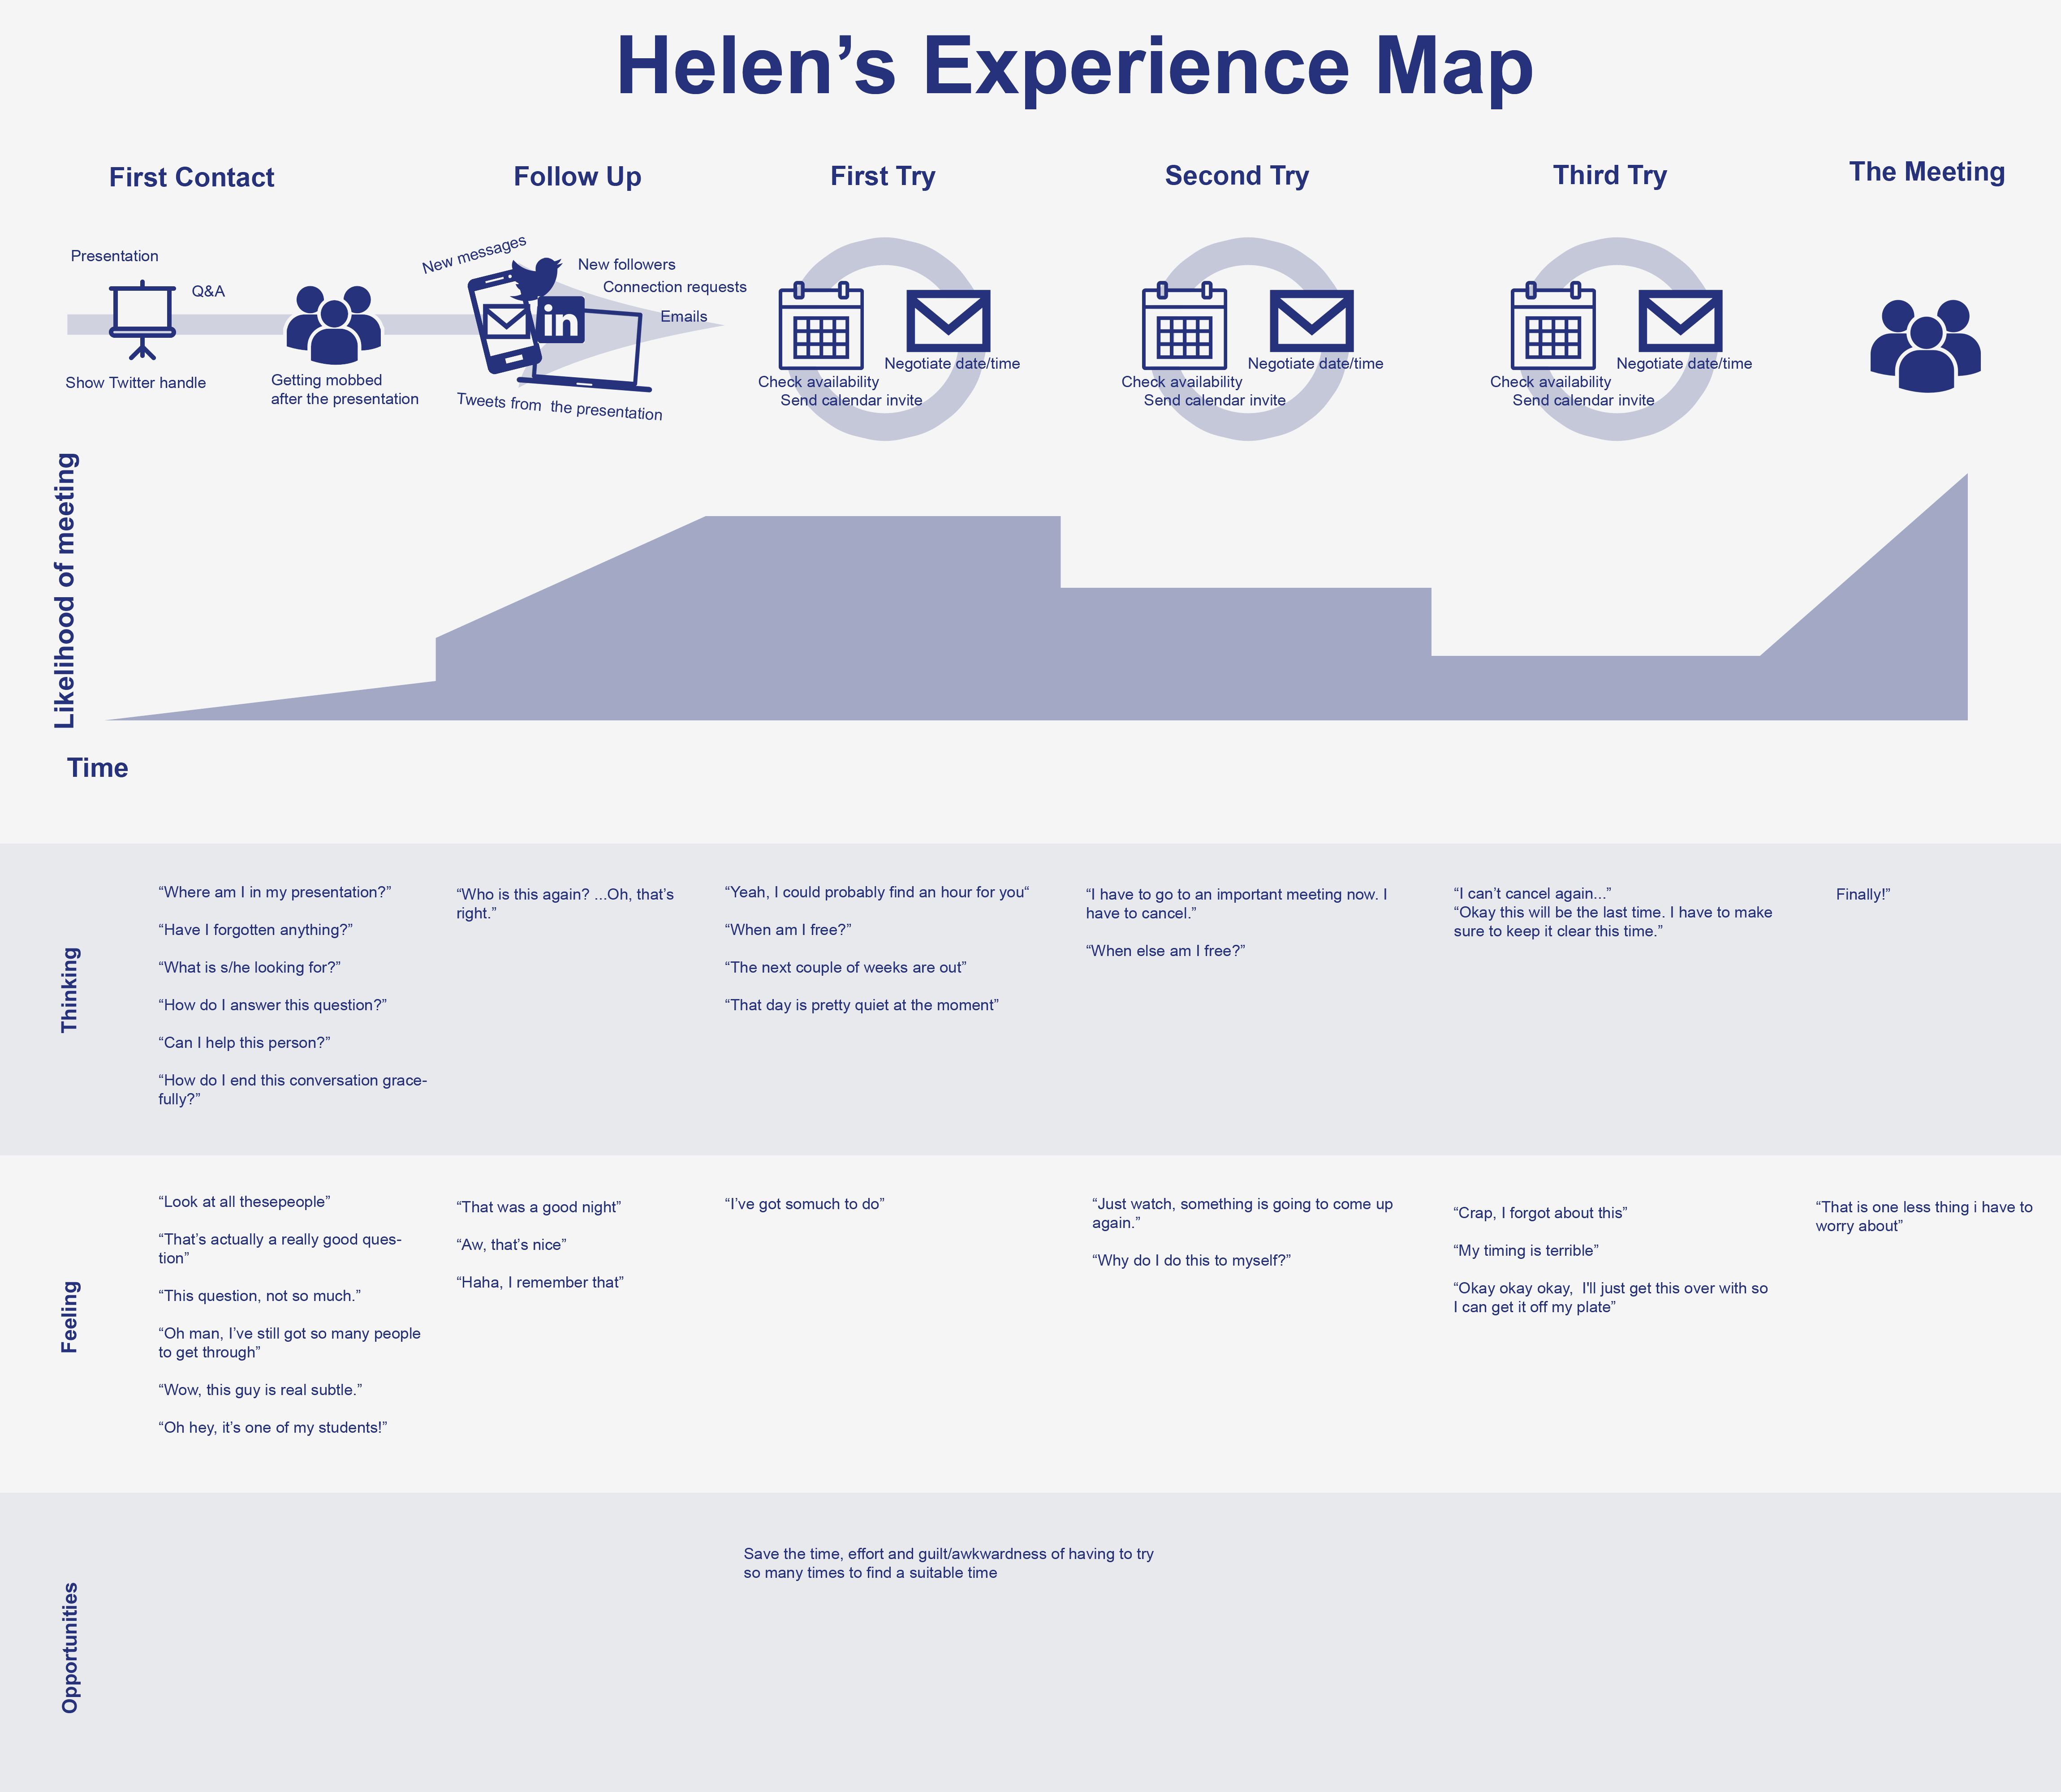 Helen’s Experience Map
First Contact
Follow Up
First Try
Second Try
Third Try
The Meeting
Presentation
Q&A
Show Twitter handle
Getting mobbed
after the presentation
New messages
New followers
Connection requests
in
Emails
Tweets from  the presentation
Negotiate date/time
Check availability
Send calendar invite
Negotiate date/time
Check availability
Send calendar invite
Negotiate date/time
Check availability
Send calendar invite
Likelihood of meeting
Time
Thinking
“Where am I in my presentation?”
“Have I forgotten anything?”
“What is s/he looking for?”
“How do I answer this question?”
“Can I help this person?”
“How do I end this conversation grace-
fully?”
“Who is this again? ...Oh, that’s
right.”
“Yeah, I could probably find an hour for you“
“When am I free?”
“The next couple of weeks are out”
“That day is pretty quiet at the moment”
“I have to go to an important meeting now. I
have to cancel.”
“When else am I free?”
“I can’t cancel again...”
“Okay this will be the last time. I have to make
sure to keep it clear this time.”
Finally!”
Feeling
“Look at all thesepeople”
“That’s actually a really good ques-
tion”
“This question, not so much.”
“Oh man, I’ve still got so many people
to get through”
“Wow, this guy is real subtle.”
“Oh hey, it’s one of my students!”
“That was a good night”
“Aw, that’s nice”
“Haha, I remember that”
“I’ve got somuch to do”
“Just watch, something is going to come up
again.”
“Why do I do this to myself?”
“Crap, I forgot about this”
“My timing is terrible”
“Okay okay okay,  I'll just get this over with so
I can get it off my plate”
“That is one less thing i have to
worry about”
Opportunities
Save the time, effort and guilt/awkwardness of having to try
so many times to find a suitable time